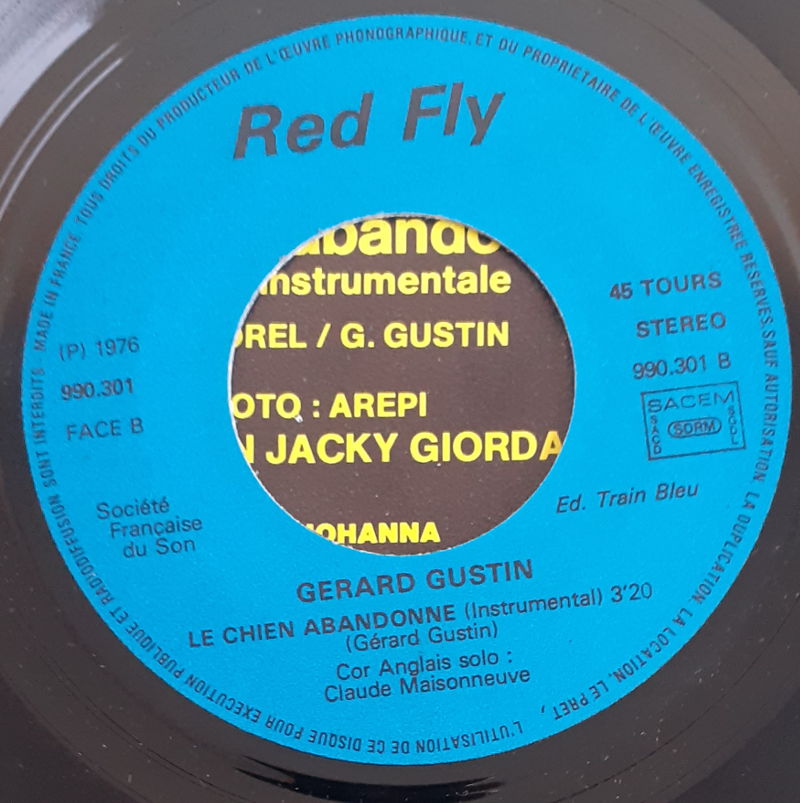 TOUS DROITS DU PRODUCTEUR DE L'ŒUVRE PHONOGRAPHIQUE ET DU PROPRIETAIRE DE L'ŒUVRE ENREGISTREE RESERVES. SAUF AUTORISATION LA DUPLICATION, LA LOCATION, LE PRET, L'UTILISATION DE CE DISQUE POUR EXECUTION PUBLIQUE ET RADIODIFFUSION SONT INTERDITS - MADE IN FRANCE
Red Fly
abando
instrumentale
OREL / G. GUSTIN
OTO : AREPI
N JACKY GIORDA
JOHANNA
(P) 1976
990.301
FACE B
45 TOURS
STEREO
990.301 B
SACEM
SACD
SDRM
SGDL
Société
Française
du Son
Ed. Train Bleu
GERARD GUSTIN
LE CHIEN ABANDONNE (Instrumental) 3'20
(Gérard Gustin)
Cor Anglais solo :
Claude Maisonneuve